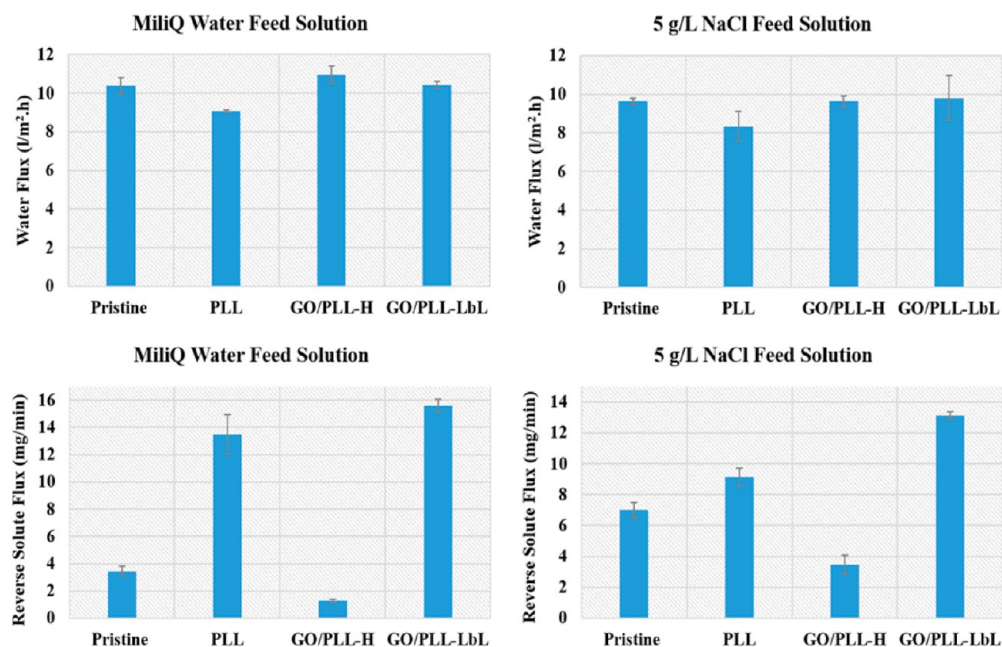 MiliQ Water Feed Solution
Water Flux (l/m².h)
12
10
8
6
4
2
0
Pristine PLL GO/PLL-H GO/PLL-LbL
5 g/L NaCl Feed Solution
Water Flux (l/m².h)
12
10
8
6
4
2
0
Pristine PLL GO/PLL-H GO/PLL-LbL
MiliQ Water Feed Solution
Reverse Solute Flux (mg/min)
16
14
12
10
8
6
4
2
0
Pristine PLL GO/PLL-H GO/PLL-LbL
5 g/L NaCl Feed Solution
Reverse Solute Flux (mg/min)
14
12
10
8
6
4
2
0
Pristine PLL GO/PLL-H GO/PLL-LbL